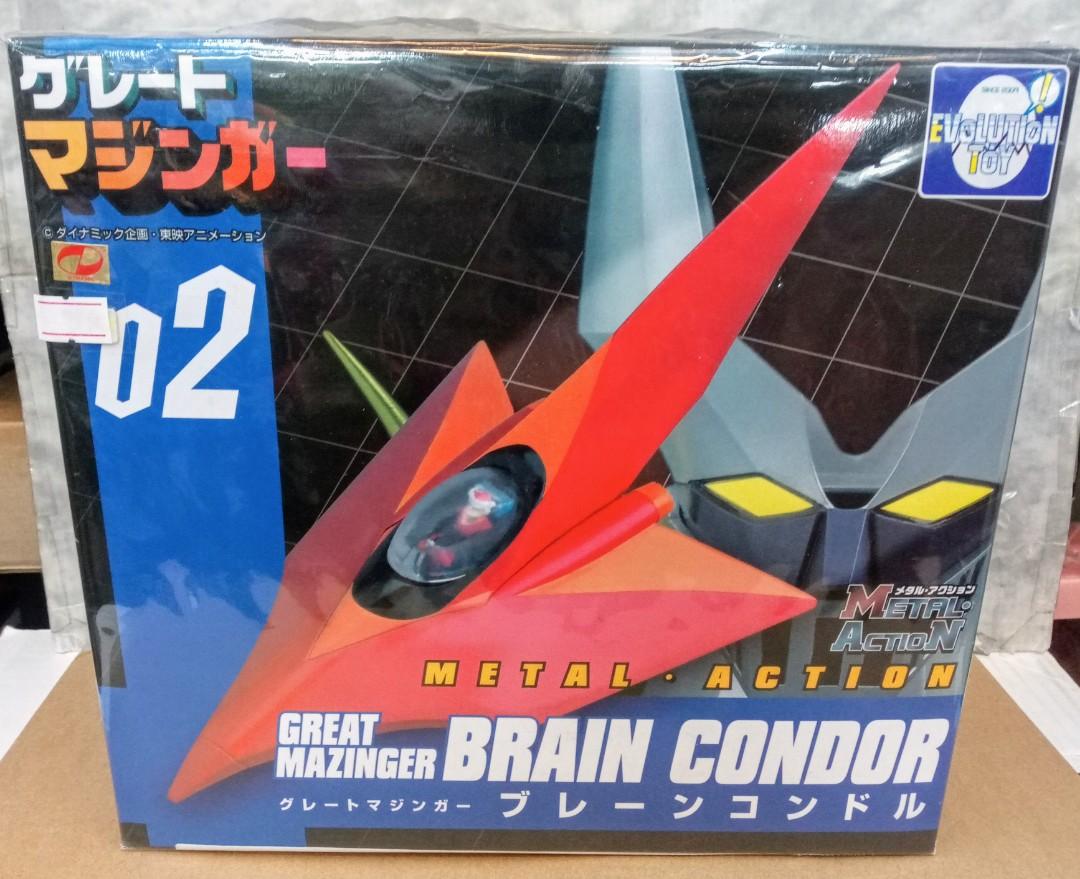 グレート
マジンガー
© ダイナミック企画・東映アニメーション
02
SINCE 2009
EVOLUTION
TOY
メタル・アクション
METAL・
ACTION
METAL・ACTION
GREAT
MAZINGER
BRAIN CONDOR
グレートマジンガー ブレーンコンドル